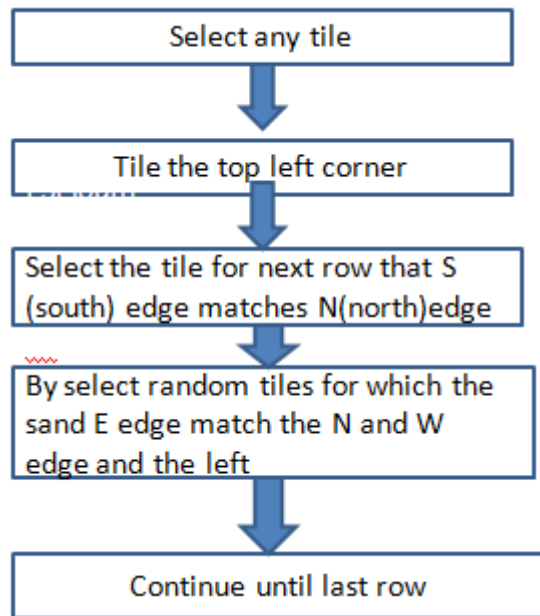 Select any tile
Tile the top left corner
Select the tile for next row that S
(south) edge matches N(north)edge
By select random tiles for which the
sand E edge match the N and W
edge and the left
Continue until last row